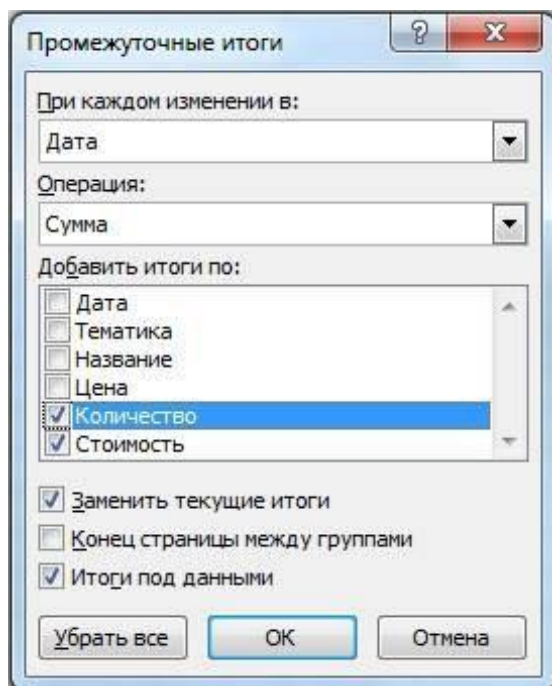 Промежуточные итоги
При каждом изменении в:
Дата
Операция:
Сумма
Добавить итоги по:
Дата
Тематика
Название
Цена
Количество
Стоимость
Заменить текущие итоги
Конец страницы между группами
Итоги под данными
Убрать все ОК Отмена